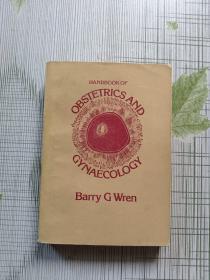 HANDBOOK OF
OBSTETRICS AND
GYNAECOLOGY
Barry G Wren